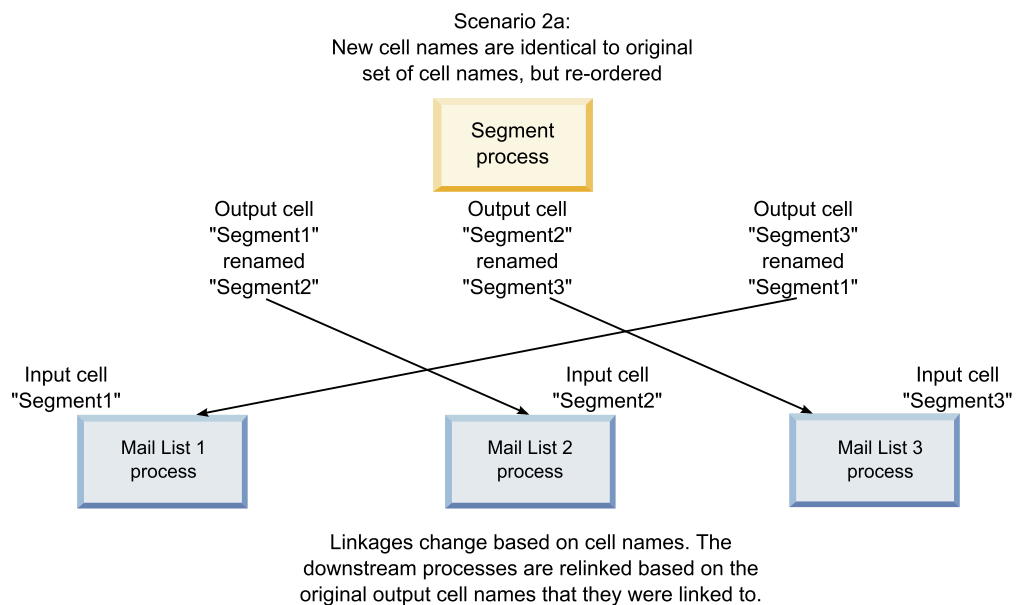 Scenario 2a:
New cell names are identical to original
set of cell names, but re-ordered
Segment
process
Output cell
"Segment1"
renamed
"Segment2"
Output cell
"Segment2"
renamed
"Segment3"
Output cell
"Segment3"
renamed
"Segment1"
Input cell
"Segment1"
Input cell
"Segment2"
Input cell
"Segment3"
Mail List 1
process
Mail List 2
process
Mail List 3
process
Linkages change based on cell names. The
downstream processes are relinked based on the
original output cell names that they were linked to.